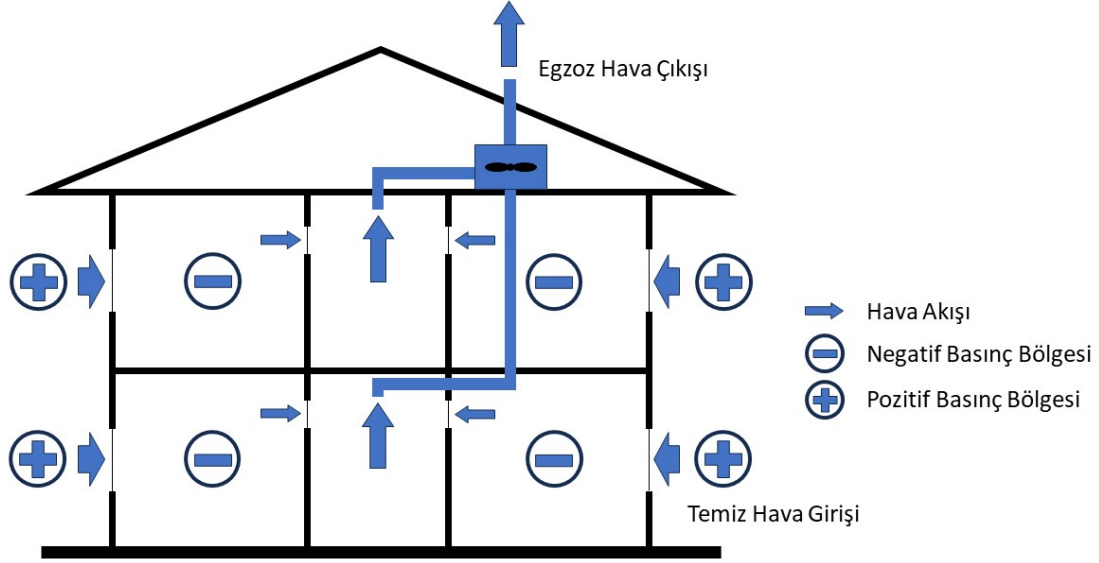 Egzoz Hava Çıkışı
Hava Akışı
Negatif Basınç Bölgesi
Pozitif Basınç Bölgesi
Temiz Hava Girişi